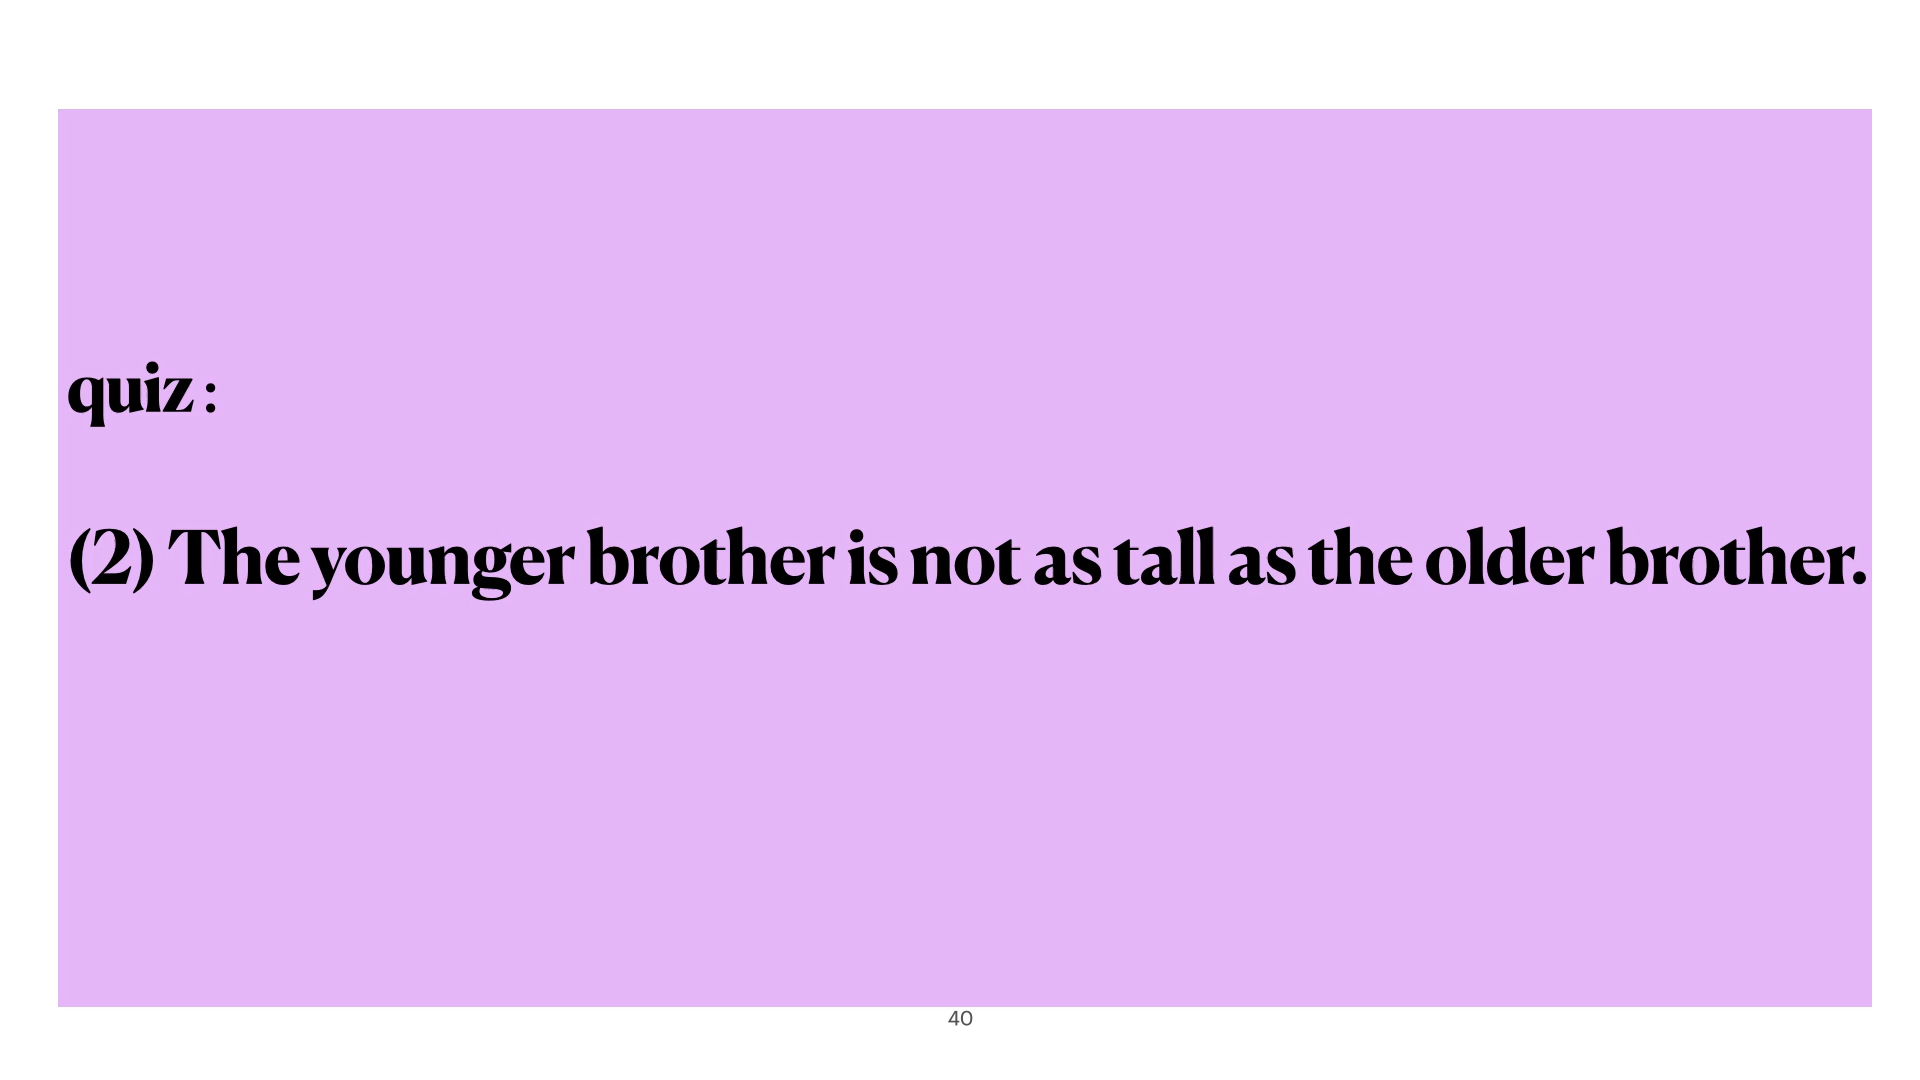 quiz :
(2) The younger brother is not as tall as the older brother.
40